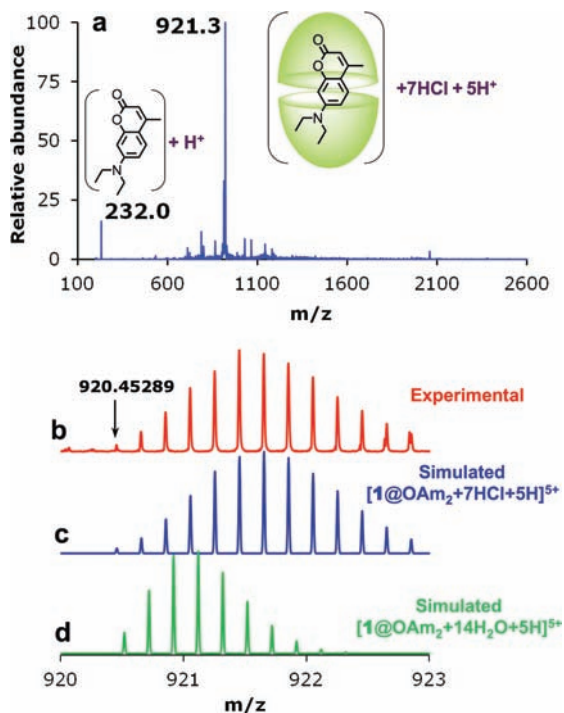 a
100
75
50
25
0
Relative abundance
921.3
232.0
O
O
N
+ H⁺
O
O
N
+7HCl + 5H⁺
100
600
1100
1600
2100
2600
m/z
920.45289
b
Experimental
c
Simulated
[1@OAm₂+7HCl+5H]⁵⁺
d
Simulated
[1@OAm₂+14H₂O+5H]⁵⁺
920
921
922
923
m/z